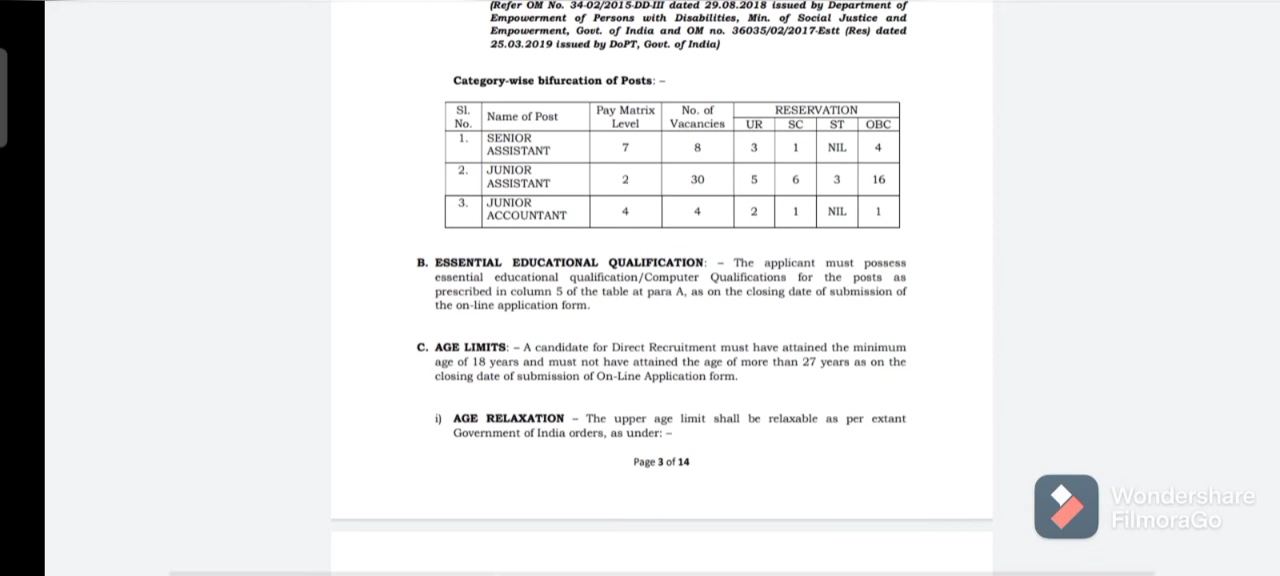 (Refer OM No. 34-02/2015-DD-III dated 29.08.2018 issued by Department of
Empowerment of Persons with Disabilities, Min. of Social Justice and
Empowerment, Govt. of India and OM no. 36035/02/2017-Estt (Res) dated
25.03.2019 issued by DoPT, Govt. of India)
Category-wise bifurcation of Posts: –
Sl. No. Name of Post Pay Matrix Level No. of Vacancies RESERVATION
UR SC ST OBC
1. SENIOR ASSISTANT 7 8 3 1 NIL 4
2. JUNIOR ASSISTANT 2 30 5 6 3 16
3. JUNIOR ACCOUNTANT 4 4 2 1 NIL 1
B. ESSENTIAL EDUCATIONAL QUALIFICATION: – The applicant must possess
essential educational qualification/Computer Qualifications for the posts as
prescribed in column 5 of the table at para A, as on the closing date of submission of
the on-line application form.
C. AGE LIMITS: – A candidate for Direct Recruitment must have attained the minimum
age of 18 years and must not have attained the age of more than 27 years as on the
closing date of submission of On-Line Application form.
i) AGE RELAXATION – The upper age limit shall be relaxable as per extant
Government of India orders, as under: –
Page 3 of 14
Wondershare
FilmoraGo